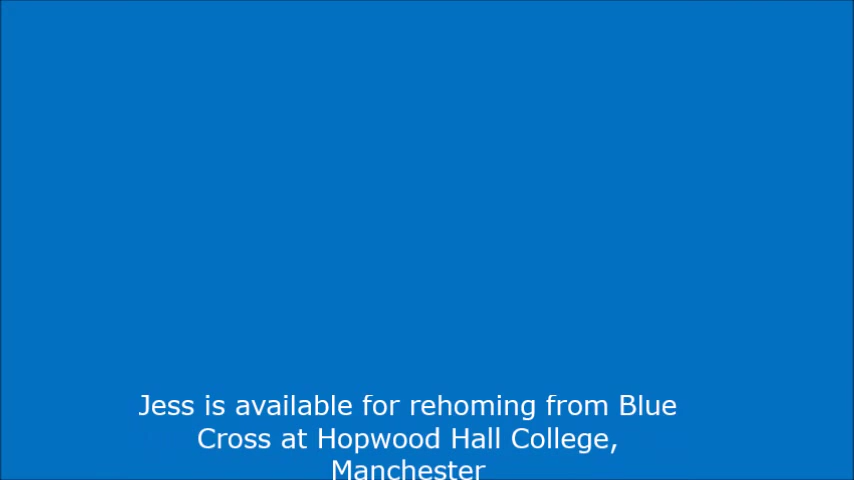 Jess is available for rehoming from Blue
Cross at Hopwood Hall College,
Manchester